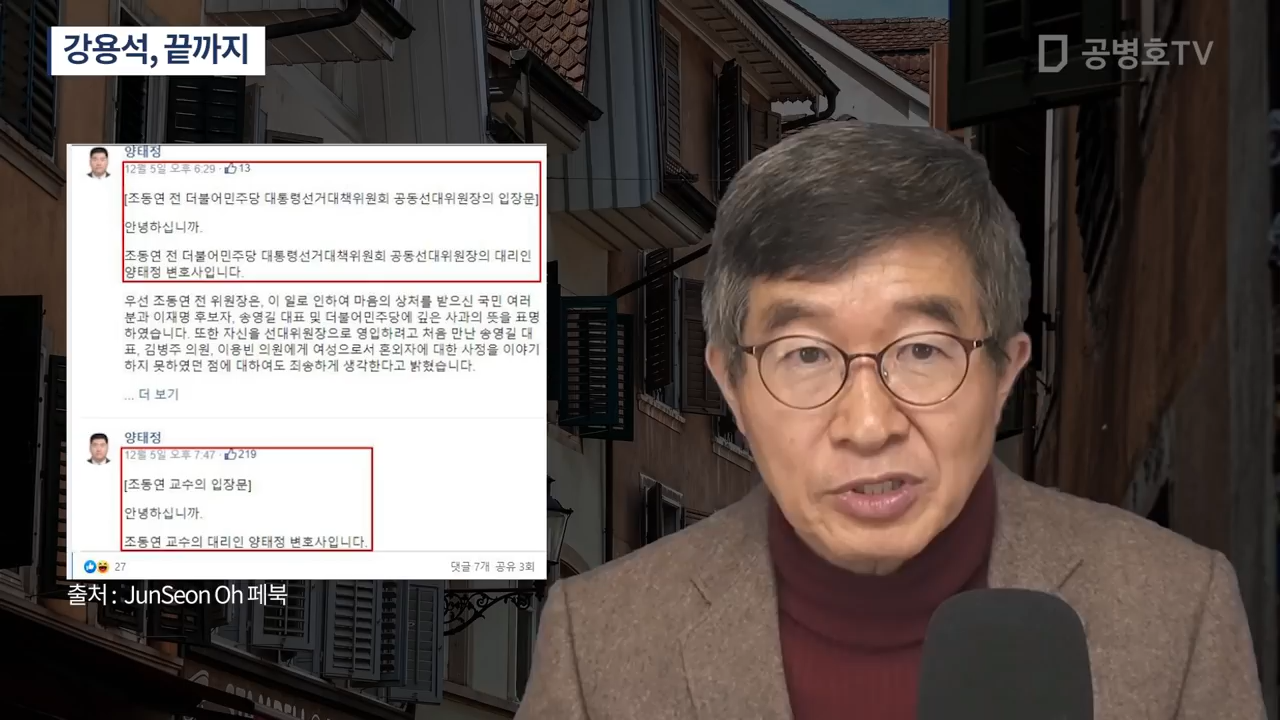 강용석, 끝까지
공병호TV
양태정
12월 5일 오후 6:29 · 13
[조동연 전 더불어민주당 대통령선거대책위원회 공동선대위원장의 입장문]
안녕하십니까.
조동연 전 더불어민주당 대통령선거대책위원회 공동선대위원장의 대리인
양태정 변호사입니다.
우선 조동연 전 위원장은, 이 일로 인하여 마음의 상처를 받으신 국민 여러
분과 이재명 후보자, 송영길 대표 및 더불어민주당에 깊은 사과의 뜻을 표명
하였습니다. 또한 자신을 선대위원장으로 영입하려고 처음 만난 송영길 대
표, 김병주 의원, 이용빈 의원에게 여성으로서 혼외자에 대한 사정을 이야기
하지 못하였던 점에 대하여도 죄송하게 생각한다고 밝혔습니다.
... 더 보기
양태정
12월 5일 오후 7:47 · 219
[조동연 교수의 입장문]
안녕하십니까.
조동연 교수의 대리인 양태정 변호사입니다.
27
댓글 7개 공유 3회
출처 : JunSeon Oh 페북